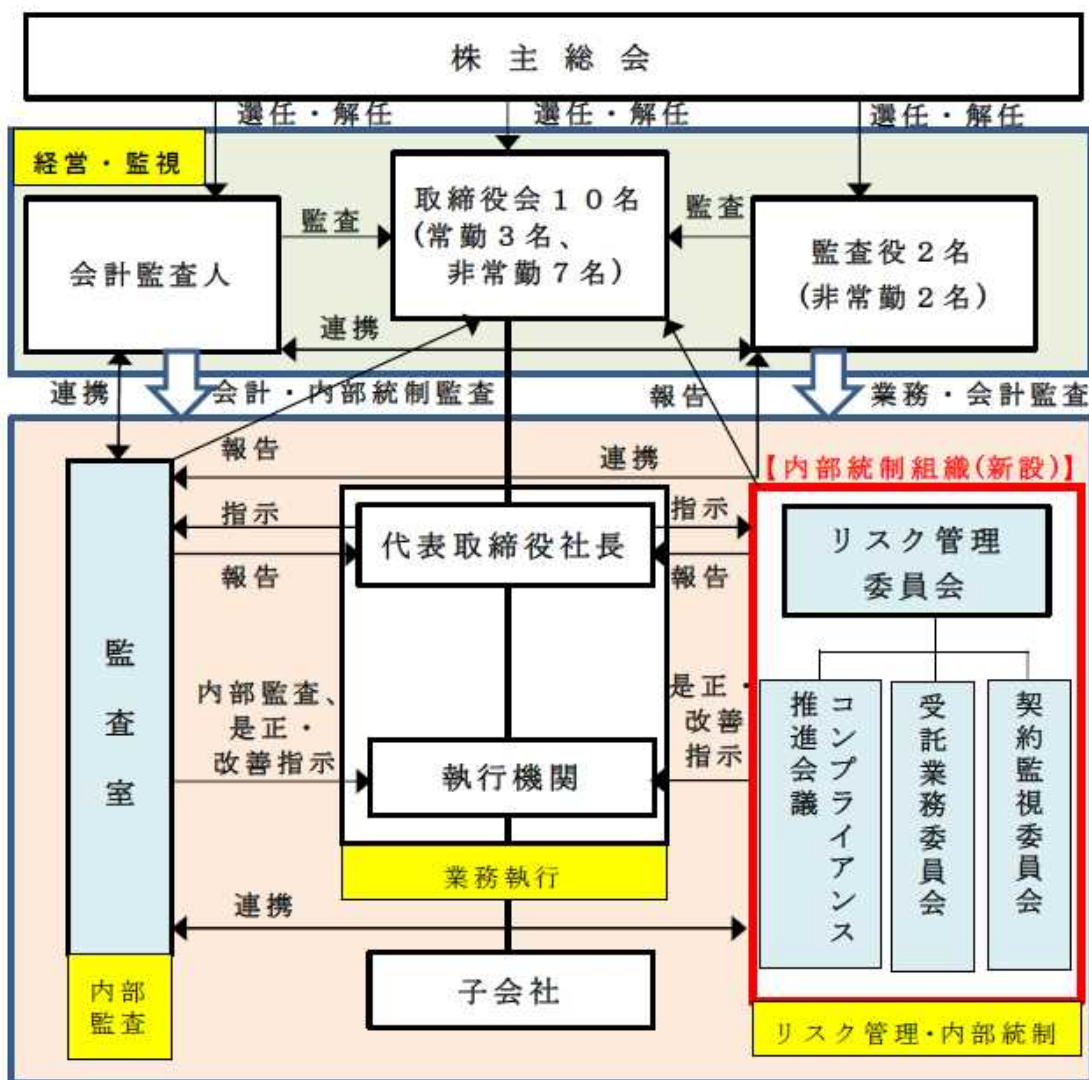 株主総会
選任・解任
選任・解任
選任・解任
経営・監視
会計監査人
監査
取締役会10名
(常勤3名、
非常勤7名)
監査
監査役2名
(非常勤2名)
連携
連携
会計・内部統制監査
報告
業務・会計監査
報告
連携
【内部統制組織(新設)】
指示
代表取締役社長
指示
報告
報告
リスク管理
委員会
監査室
内部監査、
是正・
改善指示
執行機関
是正・
改善
指示
コンプライアンス
推進会議
受託業務委員会
契約監視委員会
業務執行
連携
子会社
内部
監査
リスク管理・内部統制